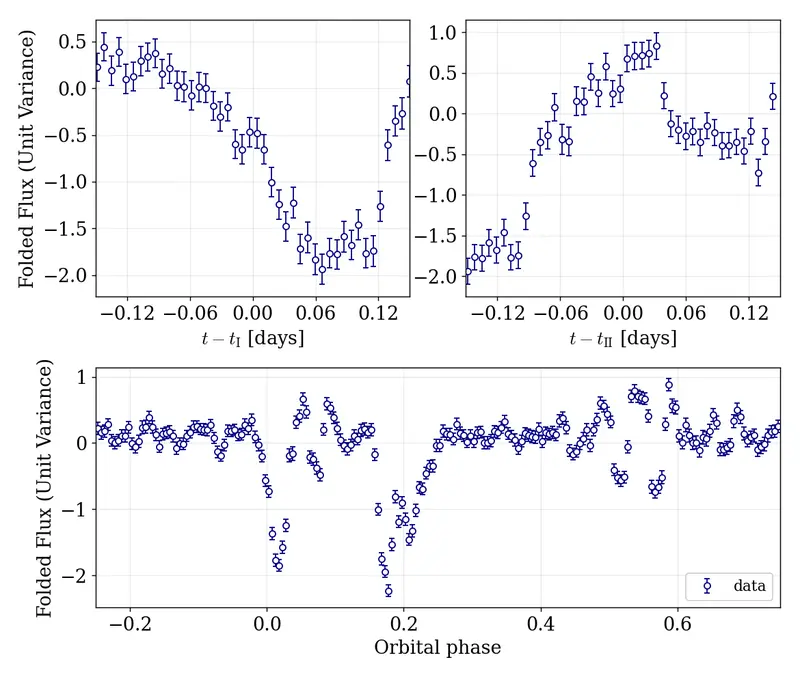 Folded Flux (Unit Variance)
0.5
0.0
−0.5
−1.0
−1.5
−2.0
−0.12 −0.06 0.00 0.06 0.12
t − t_I [days]
1.0
0.5
0.0
−0.5
−1.0
−1.5
−2.0
−0.12 −0.06 0.00 0.06 0.12
t − t_II [days]
Folded Flux (Unit Variance)
1
0
−1
−2
−0.2 0.0 0.2 0.4 0.6
Orbital phase
data